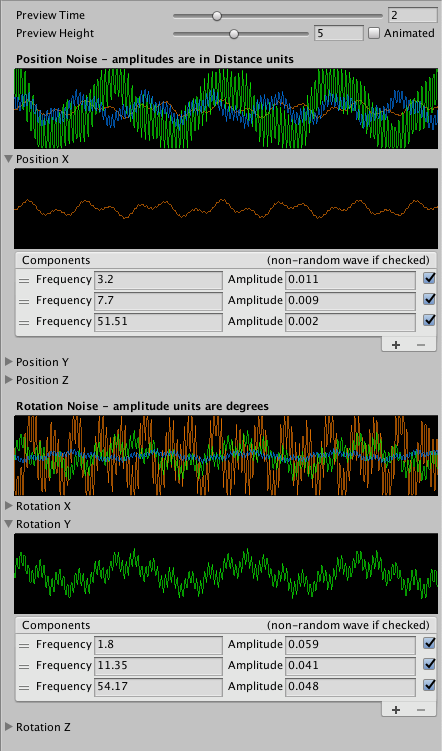 Preview Time 2
Preview Height 5 Animated
Position Noise – amplitudes are in Distance units
Position X
Components (non-random wave if checked)
Frequency 3.2 Amplitude 0.011
Frequency 7.7 Amplitude 0.009
Frequency 51.51 Amplitude 0.002
+ −
Position Y
Position Z
Rotation Noise – amplitude units are degrees
Rotation X
Rotation Y
Components (non-random wave if checked)
Frequency 1.8 Amplitude 0.059
Frequency 11.35 Amplitude 0.041
Frequency 54.17 Amplitude 0.048
+ −
Rotation Z